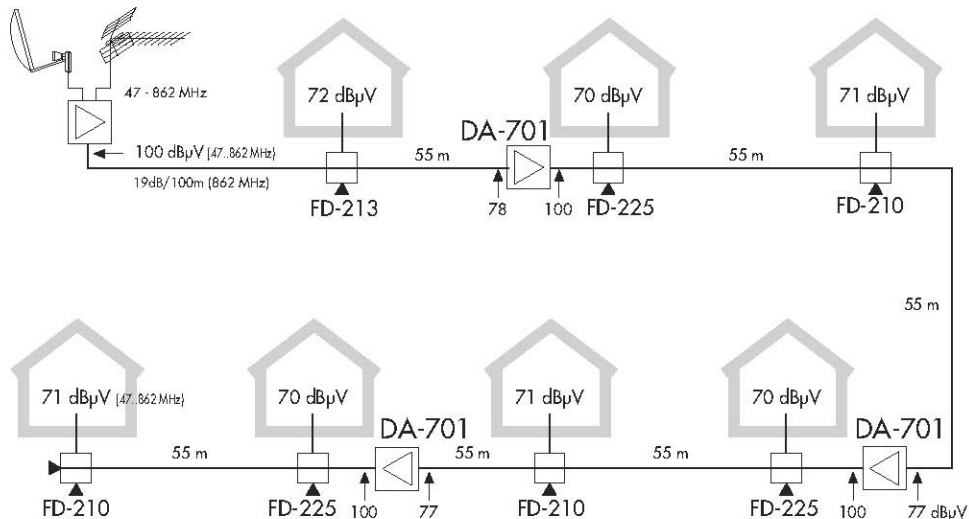 47 - 862 MHz
72 dBµV
70 dBµV
71 dBµV
DA-701
100 dBµV (47..862 MHz)
55 m
55 m
19dB/100m (862 MHz)
FD-213
78
100
FD-225
FD-210
55 m
71 dBµV (47..862 MHz)
70 dBµV
71 dBµV
70 dBµV
DA-701
DA-701
55 m
55 m
55 m
FD-210
FD-225
100
77
FD-210
FD-225
100
77 dBµV